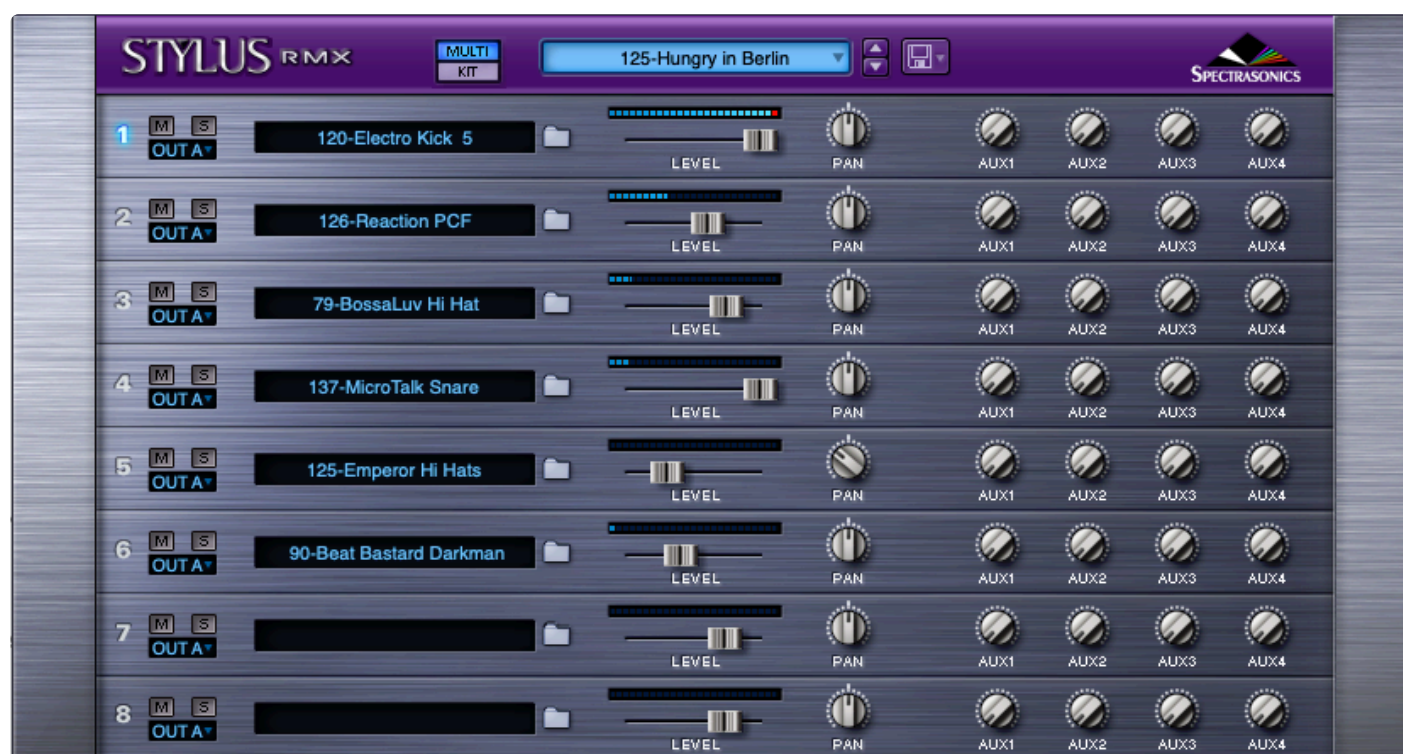 STYLUS RMX
MULTI
KIT
125-Hungry in Berlin
SPECTRASONICS
1 M S OUT A 120-Electro Kick 5 LEVEL PAN AUX1 AUX2 AUX3 AUX4
2 M S OUT A 126-Reaction PCF LEVEL PAN AUX1 AUX2 AUX3 AUX4
3 M S OUT A 79-BossaLuv Hi Hat LEVEL PAN AUX1 AUX2 AUX3 AUX4
4 M S OUT A 137-MicroTalk Snare LEVEL PAN AUX1 AUX2 AUX3 AUX4
5 M S OUT A 125-Emperor Hi Hats LEVEL PAN AUX1 AUX2 AUX3 AUX4
6 M S OUT A 90-Beat Bastard Darkman LEVEL PAN AUX1 AUX2 AUX3 AUX4
7 M S OUT A LEVEL PAN AUX1 AUX2 AUX3 AUX4
8 M S OUT A LEVEL PAN AUX1 AUX2 AUX3 AUX4